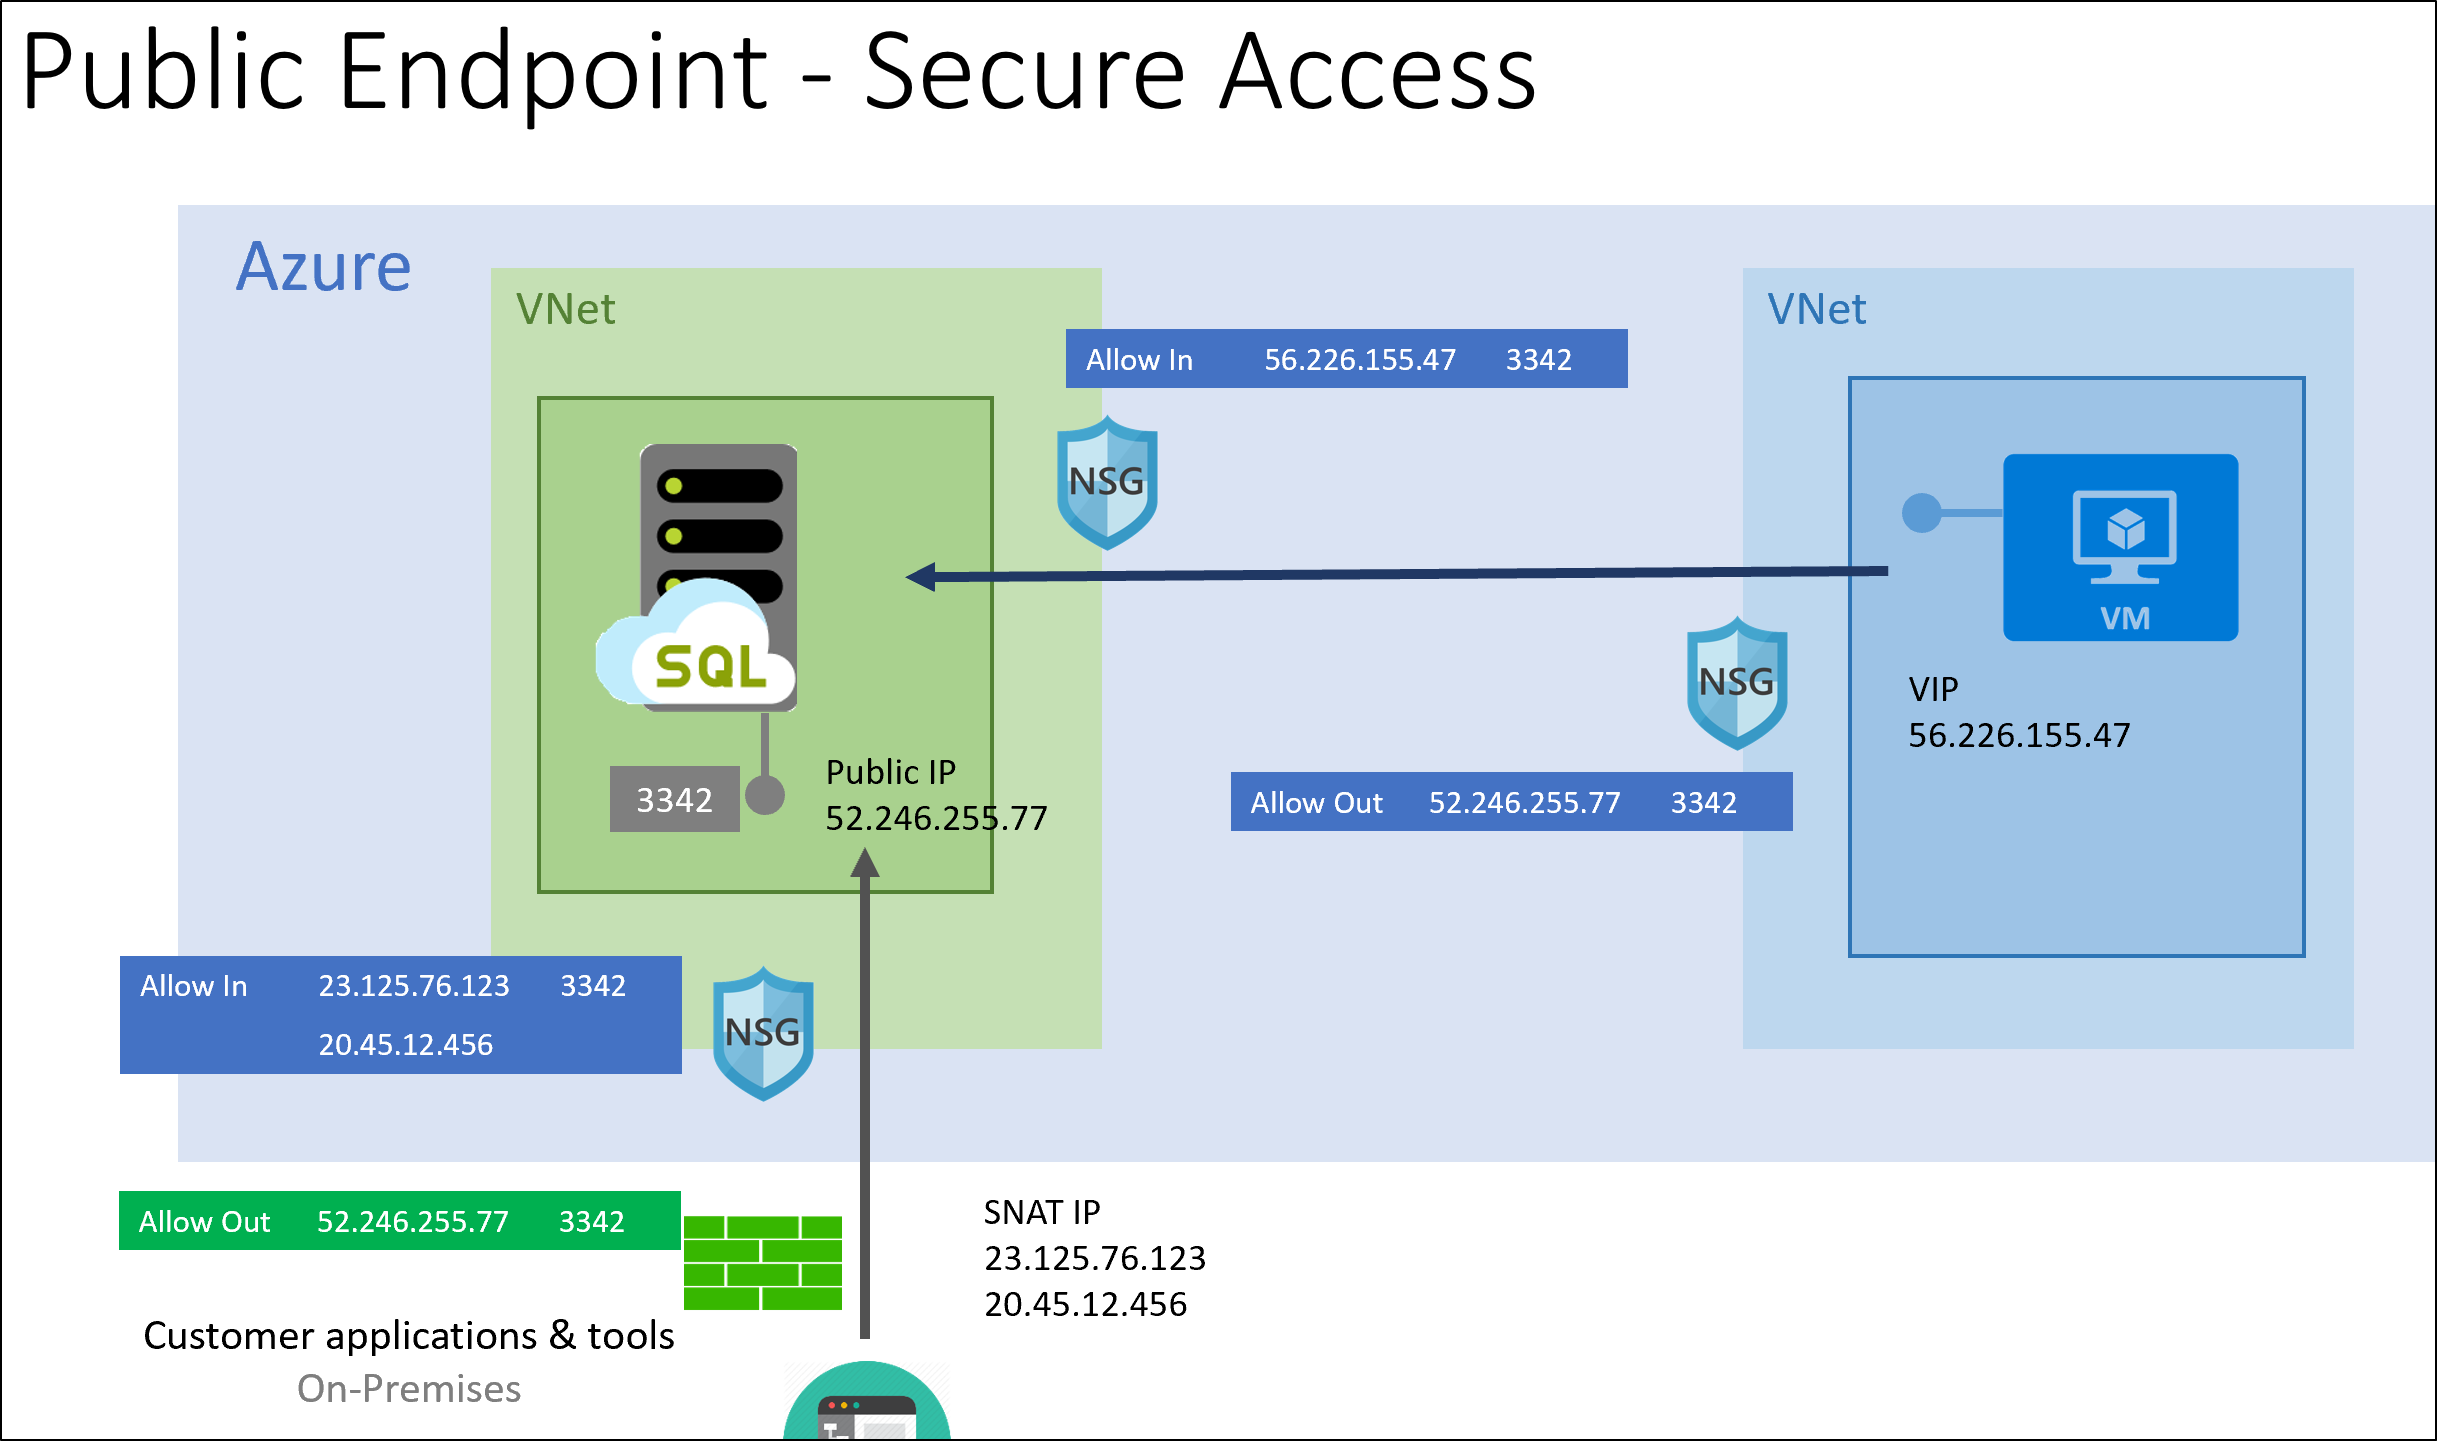 Public Endpoint - Secure Access
Azure
VNet
VNet
Allow In 56.226.155.47 3342
NSG
SQL
VM
NSG
VIP
56.226.155.47
3342
Public IP
52.246.255.77
Allow Out 52.246.255.77 3342
Allow In 23.125.76.123 3342
20.45.12.456
NSG
Allow Out 52.246.255.77 3342
SNAT IP
23.125.76.123
20.45.12.456
Customer applications & tools
On-Premises